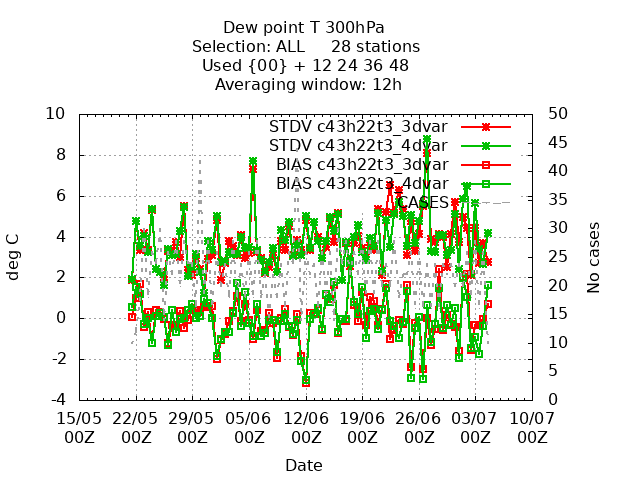 Dew point T 300hPa
Selection: ALL     28 stations
Used {00} + 12 24 36 48
Averaging window: 12h
STDV c43h22t3_3dvar
STDV c43h22t3_4dvar
BIAS c43h22t3_3dvar
BIAS c43h22t3_4dvar
CASES
deg C
10
8
6
4
2
0
-2
-4
No cases
50
45
40
35
30
25
20
15
10
5
0
15/05 22/05 29/05 05/06 12/06 19/06 26/06 03/07 10/07
00Z 00Z 00Z 00Z 00Z 00Z 00Z 00Z 00Z
Date